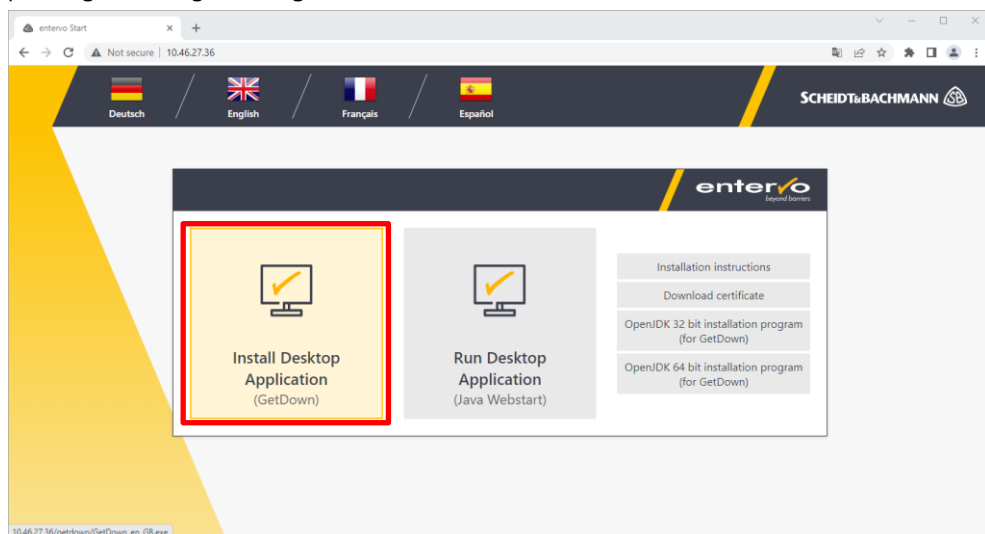 entervo Start
Not secure | 10.46.27.36
Deutsch
English
Français
Español
SCHEIDT&BACHMANN SB
entervo
beyond barriers
Install Desktop
Application
(GetDown)
Run Desktop
Application
(Java Webstart)
Installation instructions
Download certificate
OpenJDK 32 bit installation program
(for GetDown)
OpenJDK 64 bit installation program
(for GetDown)
10.46.27.36/getdown/GetDown_en_GB.exe